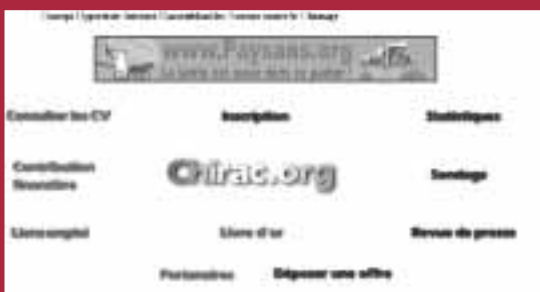 www.Paysans.org
Consulter les CV Inscription Statistiques
Contribution
financière
Chirac.org Sondage
Liens emploi Livre d'or Revue de presse
Partenaires Déposer une offre